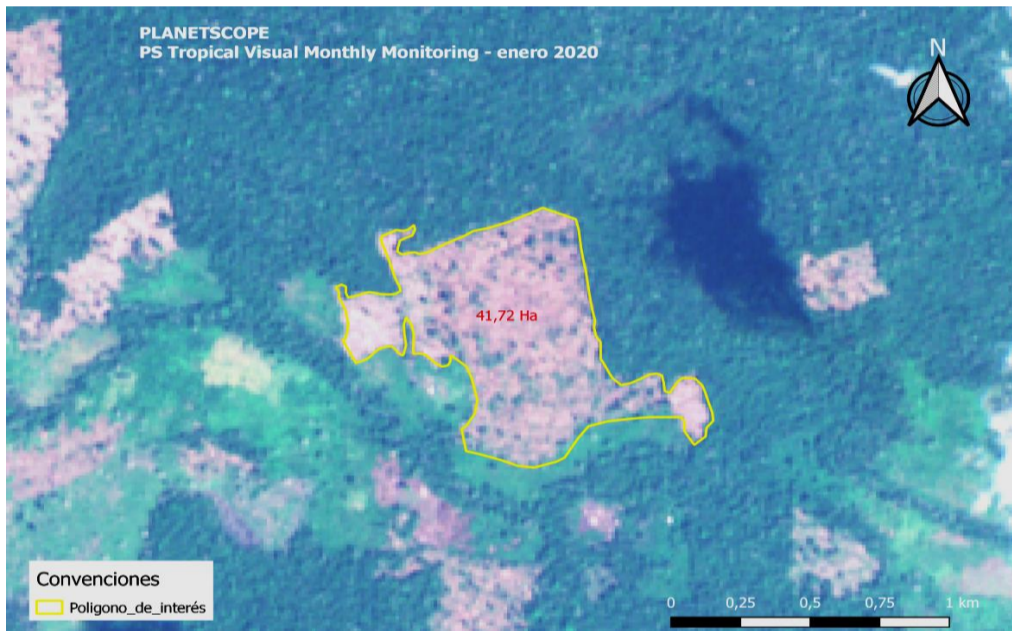 PLANETSCOPE
PS Tropical Visual Monthly Monitoring - enero 2020
N
41,72 Ha
Convenciones
Poligono_de_interés
0 0,25 0,5 0,75 1 km